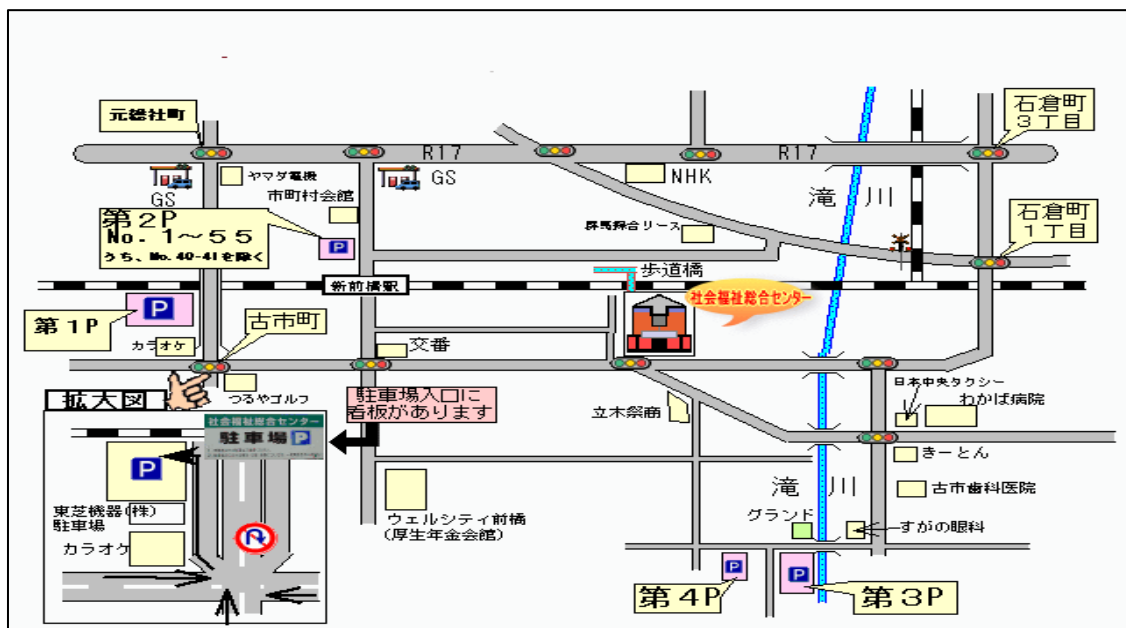 元総社町
R17
R17
石倉町
3丁目
GS
ヤマダ電機
市町村会館
GS
NHK
滝 川
第2P
No. 1～55
うち、No. 40-41を除く
群馬総合リース
石倉町
1丁目
歩道橋
新前橋駅
社会福祉総合センター
P
P
第1P
カラオケ
古市町
交番
つるやゴルフ
駐車場入口に
看板があります
立木祭商
日本中央タクシー
わかば病院
きーとん
古市歯科医院
すがの眼科
滝 川
グランド
ウェルシティ前橋
(厚生年金会館)
P
第4P
P
第3P
拡大図
社会福祉総合センター
駐車場 P
P
東芝機器(株)
駐車場
カラオケ